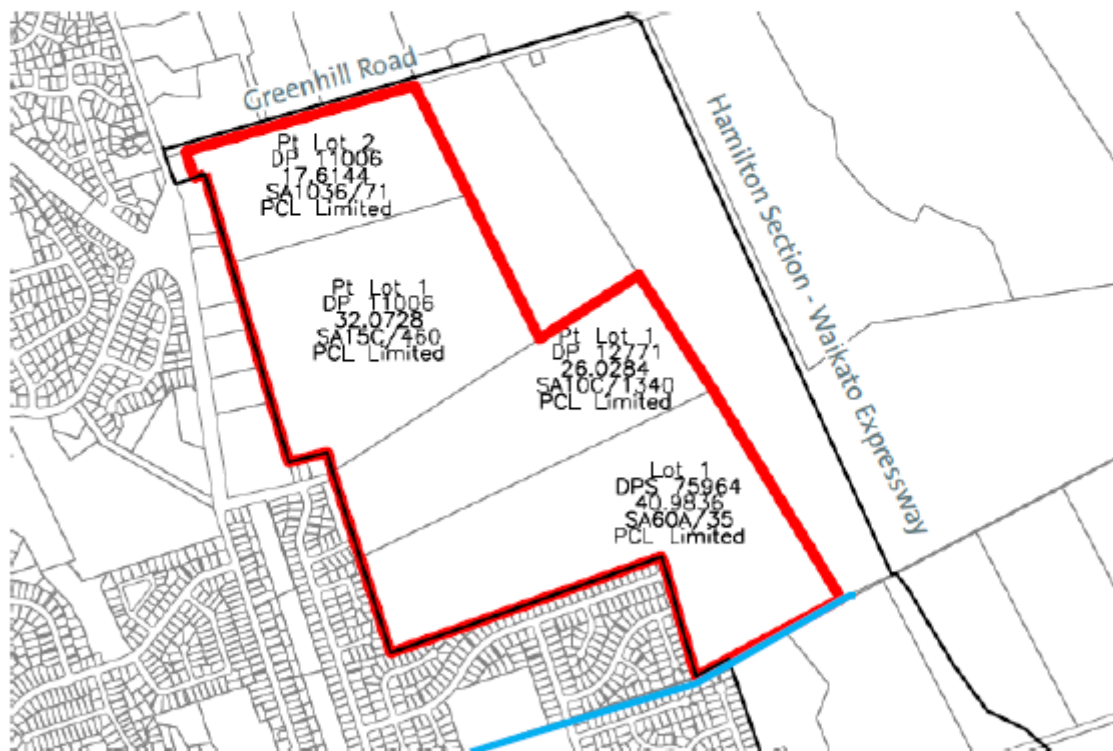 Greenhill Road
Hamilton Section - Waikato Expressway
Pt Lot 2
DP 11006
17.6144
SA1036/71
PCL Limited
Pt Lot 1
DP 11006
32.0728
SA15C/460
PCL Limited
Pt Lot 1
DP 12771
26.0284
SA10C/1340
PCL Limited
Lot 1
DPS 75964
40.9836
SA60A/35
PCL Limited